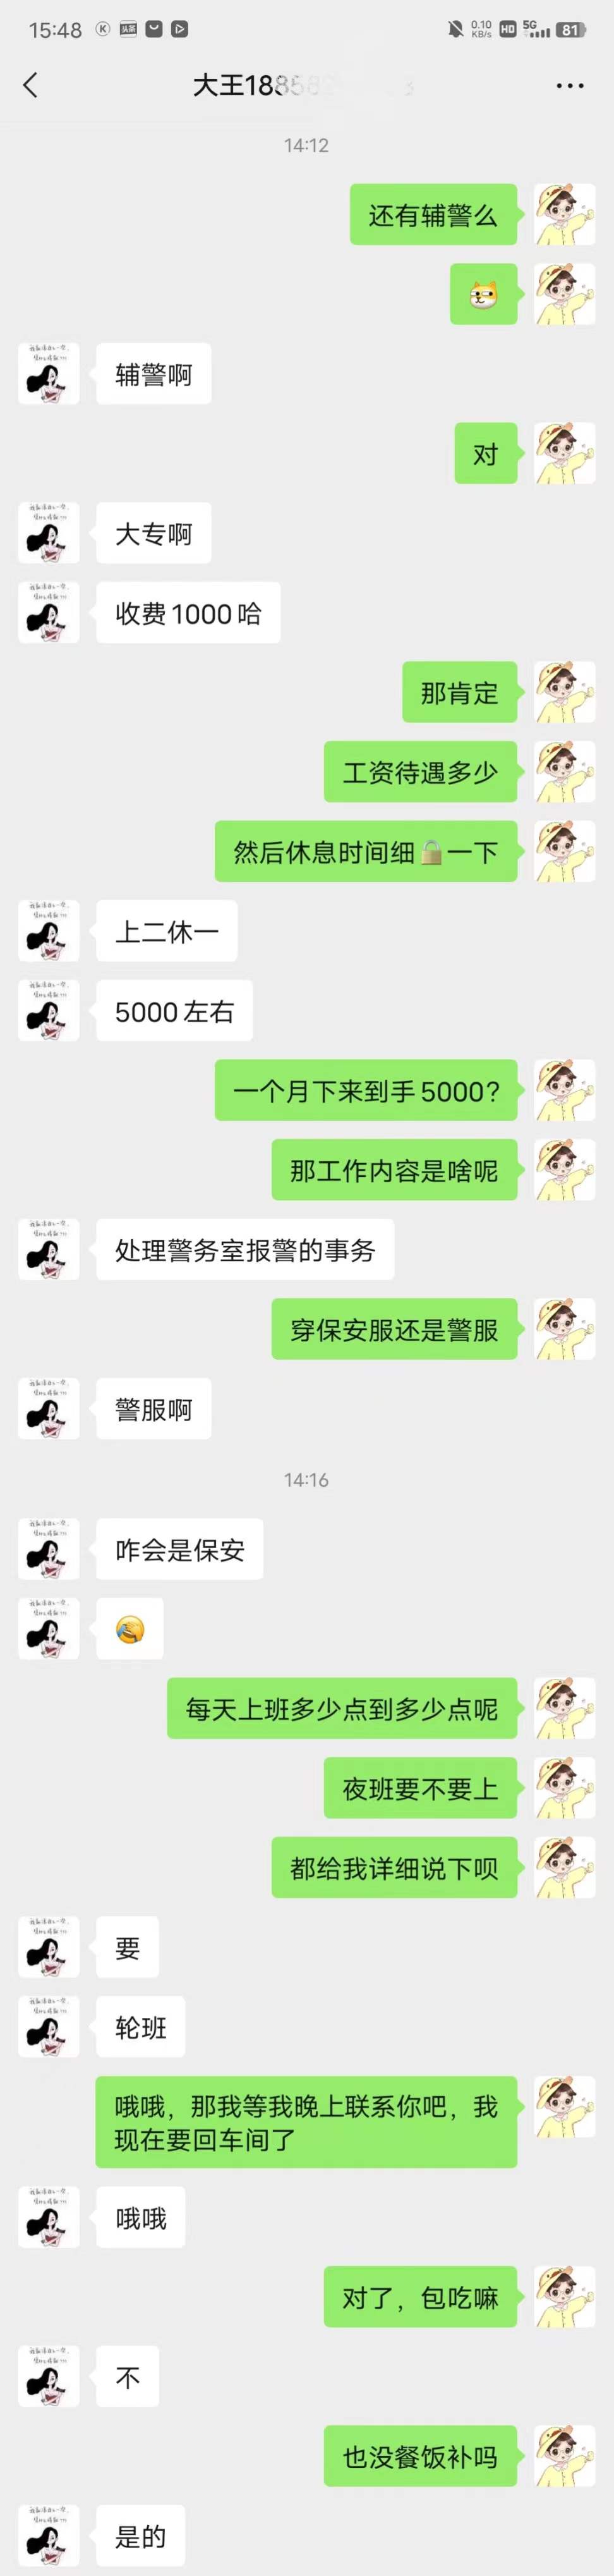 15:48
头条
0.10
KB/s
HD
5G
81
大王188
14:12
还有辅警么
辅警啊
对
大专啊
收费1000哈
那肯定
工资待遇多少
然后休息时间细🔒一下
上二休一
5000左右
一个月下来到手5000？
那工作内容是啥呢
处理警务室报警的事务
穿保安服还是警服
警服啊
14:16
咋会是保安
每天上班多少点到多少点呢
夜班要不要上
都给我详细说下呗
要
轮班
哦哦，那我等我晚上联系你吧，我
现在要回车间了
哦哦
对了，包吃嘛
不
也没餐饭补吗
是的